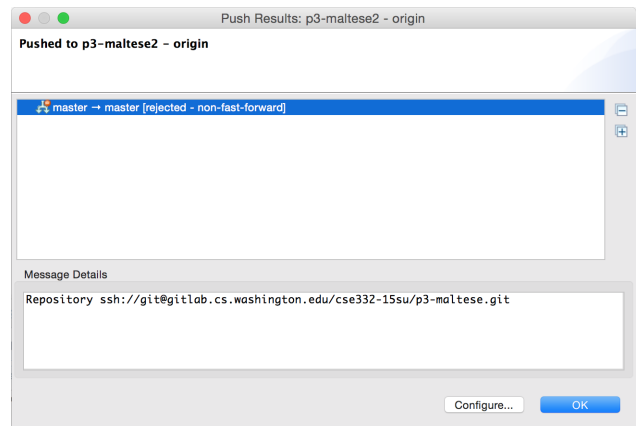 Push Results: p3-maltese2 - origin
Pushed to p3-maltese2 - origin
master → master [rejected - non-fast-forward]
Message Details
Repository ssh://git@gitlab.cs.washington.edu/cse332-15su/p3-maltese.git
Configure...
OK